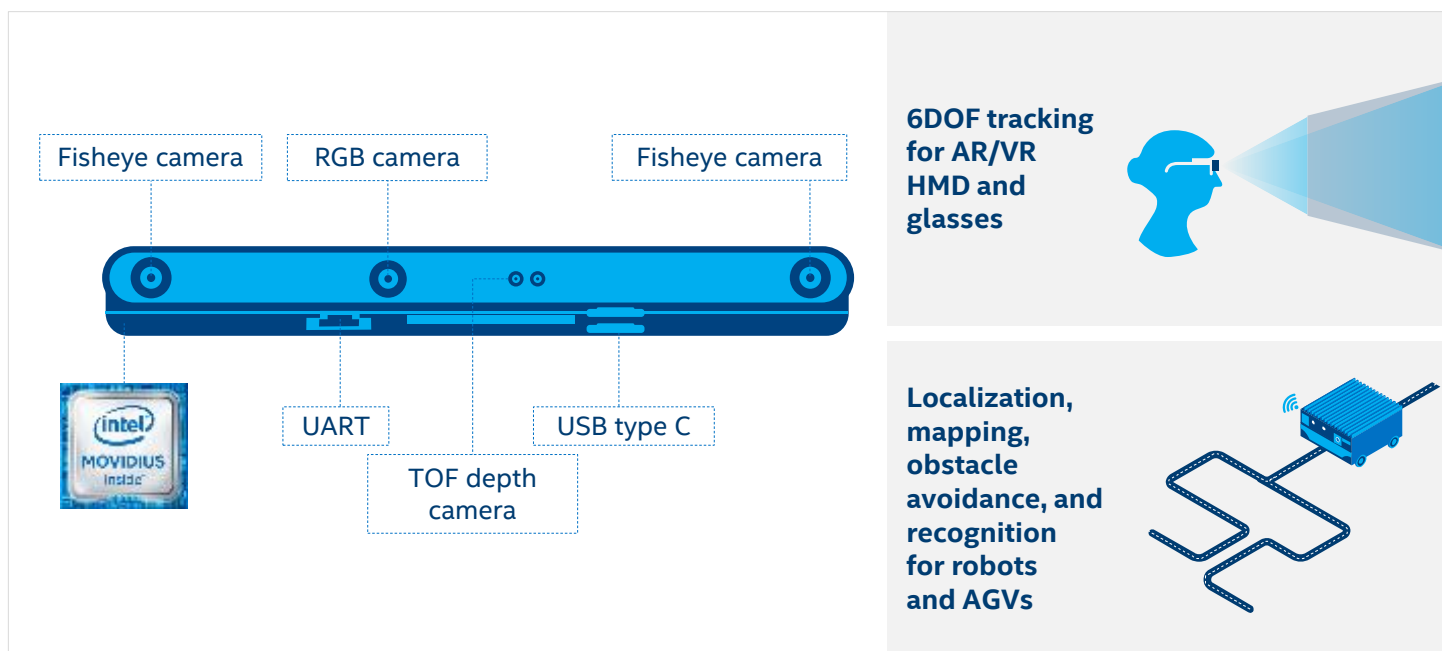 Fisheye camera
RGB camera
Fisheye camera
UART
USB type C
TOF depth
camera
intel
MOVIDIUS
inside™
6DOF tracking
for AR/VR
HMD and
glasses
Localization,
mapping,
obstacle
avoidance, and
recognition
for robots
and AGVs